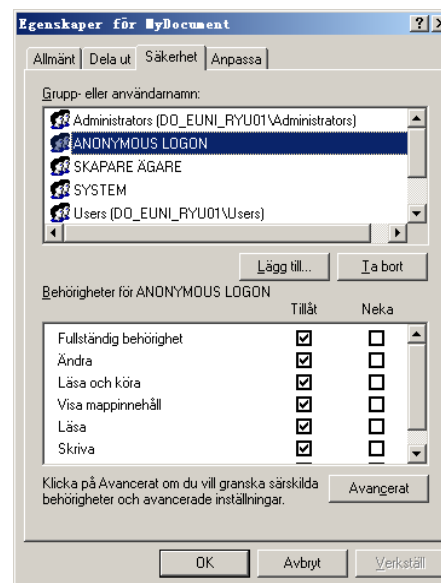 Egenskaper för MyDocument
Allmänt Dela ut Säkerhet Anpassa
Grupp- eller användarnamn:
Administrators (DO_EUNI_RYU01\Administrators)
ANONYMOUS LOGON
SKAPARE ÄGARE
SYSTEM
Users (DO_EUNI_RYU01\Users)
Lägg till... Ta bort
Behörigheter för ANONYMOUS LOGON
Tillåt Neka
Fullständig behörighet
Ändra
Läsa och köra
Visa mappinnehåll
Läsa
Skriva
Klicka på Avancerat om du vill granska särskilda
behörigheter och avancerade inställningar.
Avancerat
OK Avbryt Verkställ